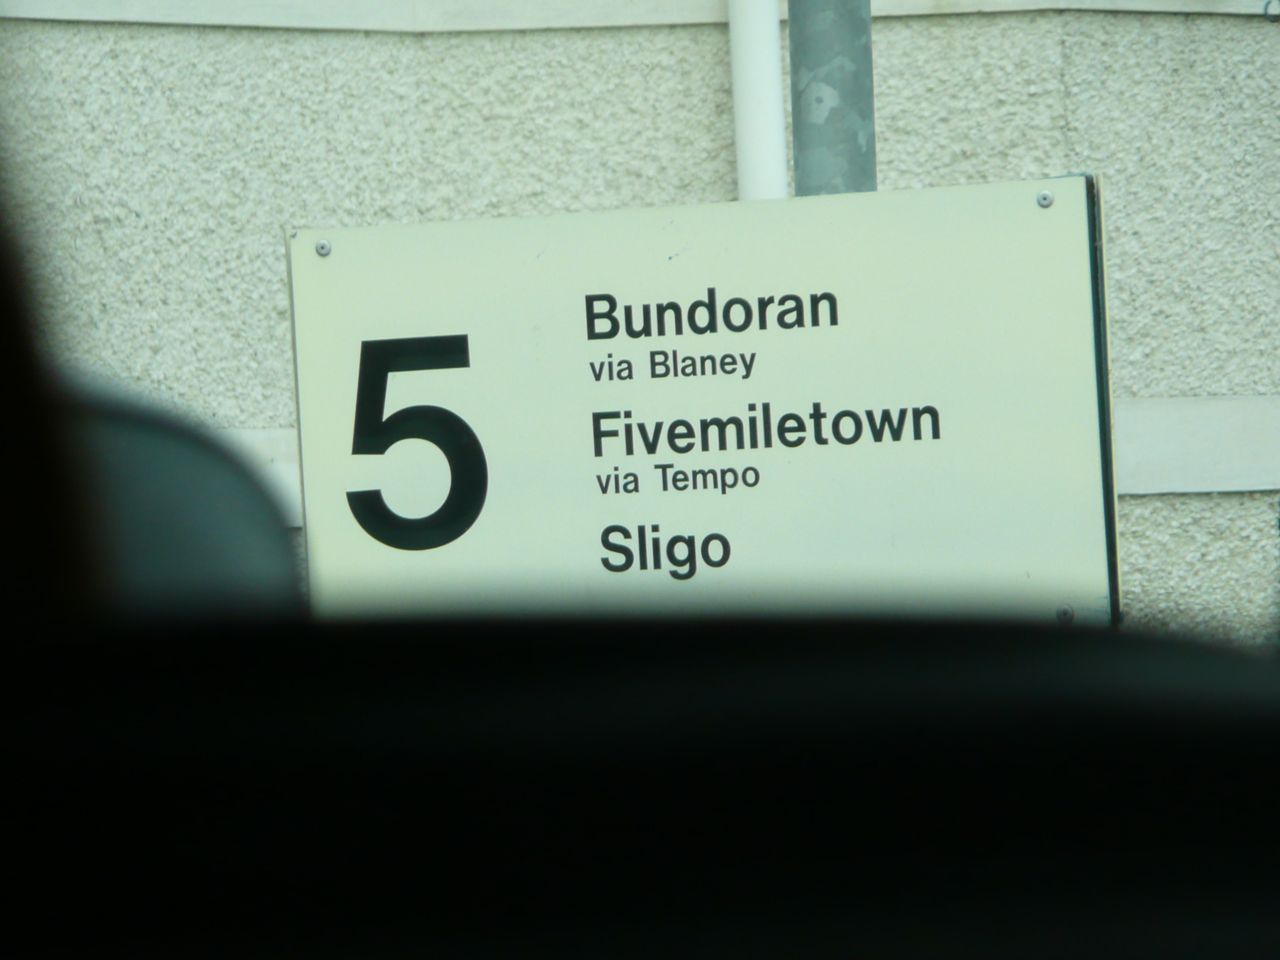 5
Bundoran
via Blaney
Fivemiletown
via Tempo
Sligo